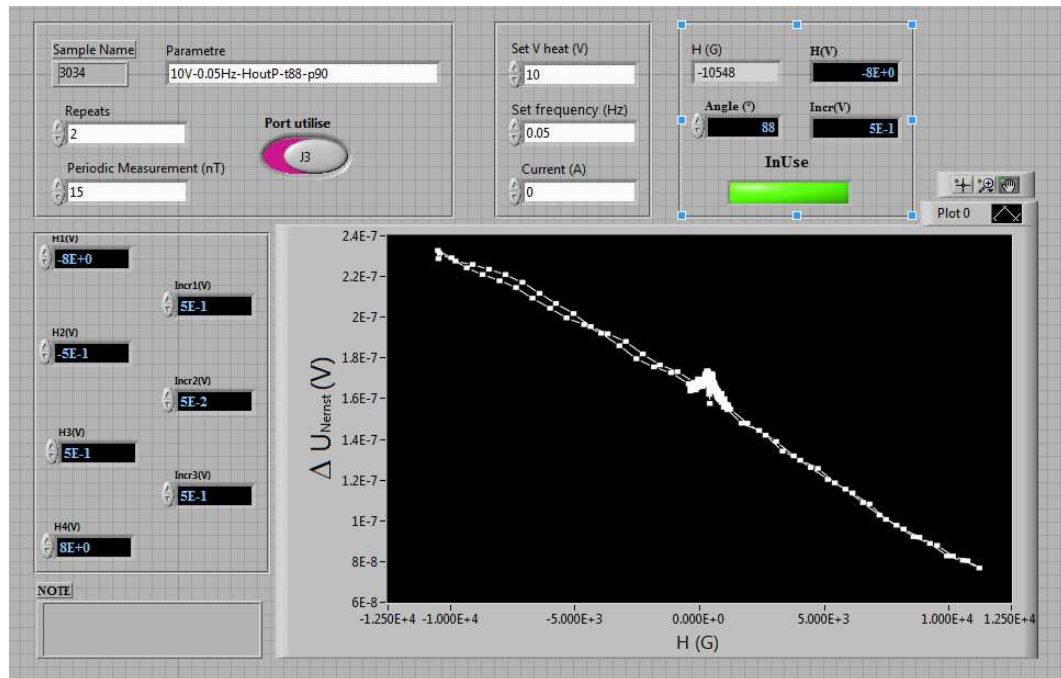 Sample Name
3034
Parametre
10V-0.05Hz-HoutP-t88-p90
Repeats
2
Port utilise
J3
Periodic Measurement (nT)
15
Set V heat (V)
10
Set frequency (Hz)
0.05
Current (A)
0
H (G)
-10548
H(V)
-8E+0
Angle (°)
88
Incr(V)
5E-1
InUse
Plot 0
H1(V)
-8E+0
Incr1(V)
5E-1
H2(V)
-5E-1
Incr2(V)
5E-2
H3(V)
5E-1
Incr3(V)
5E-1
H4(V)
8E+0
NOTE
2.4E-7
2.2E-7
2E-7
1.8E-7
1.6E-7
1.4E-7
1.2E-7
1E-7
8E-8
6E-8
Δ U Nernst (V)
-1.250E+4 -1.000E+4 -5.000E+3 0.000E+0 5.000E+3 1.000E+4 1.250E+4
H (G)